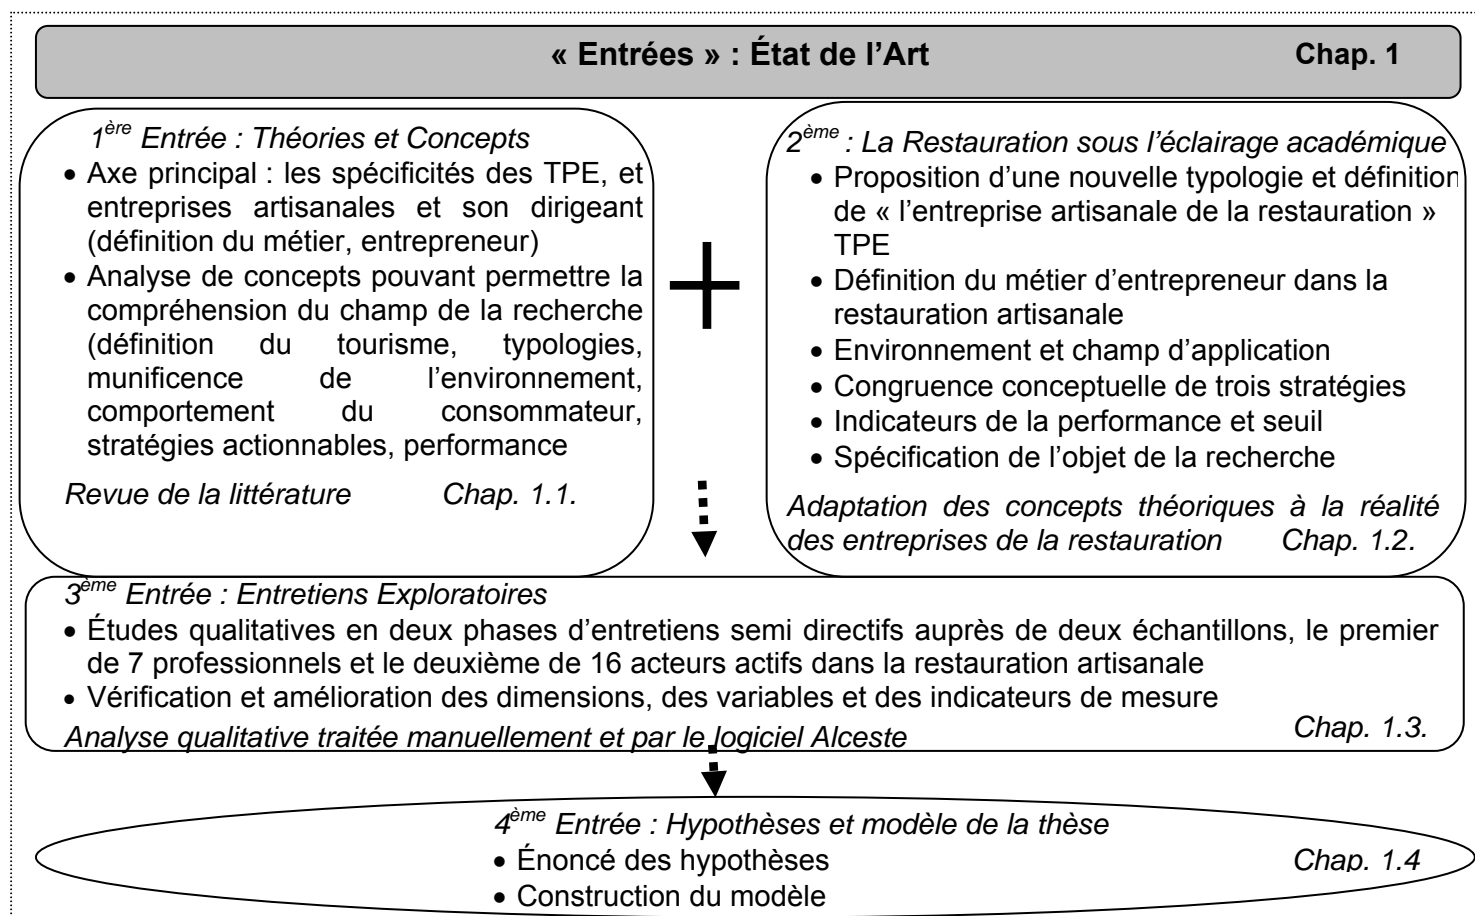 « Entrées » : État de l’Art Chap. 1
1ère Entrée : Théories et Concepts
• Axe principal : les spécificités des TPE, et
entreprises artisanales et son dirigeant
(définition du métier, entrepreneur)
• Analyse de concepts pouvant permettre la
compréhension du champ de la recherche
(définition du tourisme, typologies,
munificence de l’environnement,
comportement du consommateur,
stratégies actionnables, performance
Revue de la littérature Chap. 1.1.
+
2ème : La Restauration sous l’éclairage académique
• Proposition d’une nouvelle typologie et définition
de « l’entreprise artisanale de la restauration »
TPE
• Définition du métier d’entrepreneur dans la
restauration artisanale
• Environnement et champ d’application
• Congruence conceptuelle de trois stratégies
• Indicateurs de la performance et seuil
• Spécification de l’objet de la recherche
Adaptation des concepts théoriques à la réalité
des entreprises de la restauration Chap. 1.2.
3ème Entrée : Entretiens Exploratoires
• Études qualitatives en deux phases d’entretiens semi directifs auprès de deux échantillons, le premier
de 7 professionnels et le deuxième de 16 acteurs actifs dans la restauration artisanale
• Vérification et amélioration des dimensions, des variables et des indicateurs de mesure
Analyse qualitative traitée manuellement et par le logiciel Alceste Chap. 1.3.
4ème Entrée : Hypothèses et modèle de la thèse
• Énoncé des hypothèses Chap. 1.4
• Construction du modèle